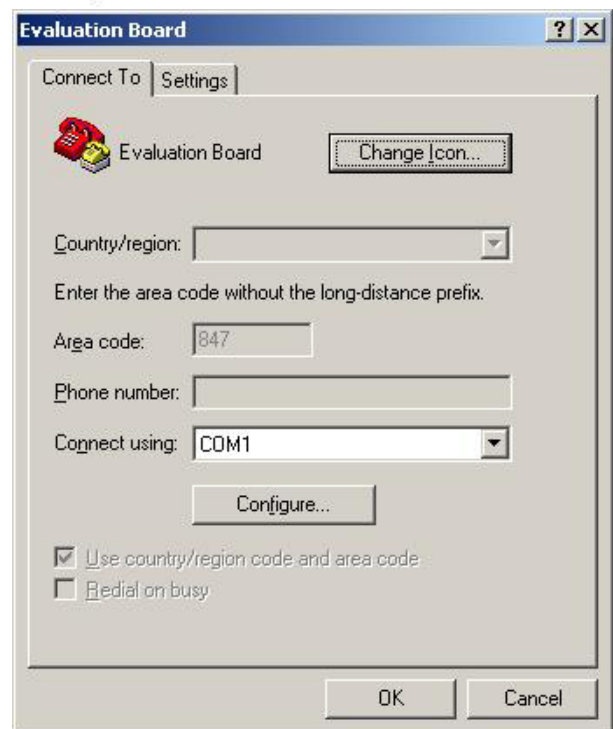 Evaluation Board
Connect To Settings
Evaluation Board Change Icon...
Country/region:
Enter the area code without the long-distance prefix.
Area code: 847
Phone number:
Connect using: COM1
Configure...
Use country/region code and area code
Redial on busy
OK Cancel